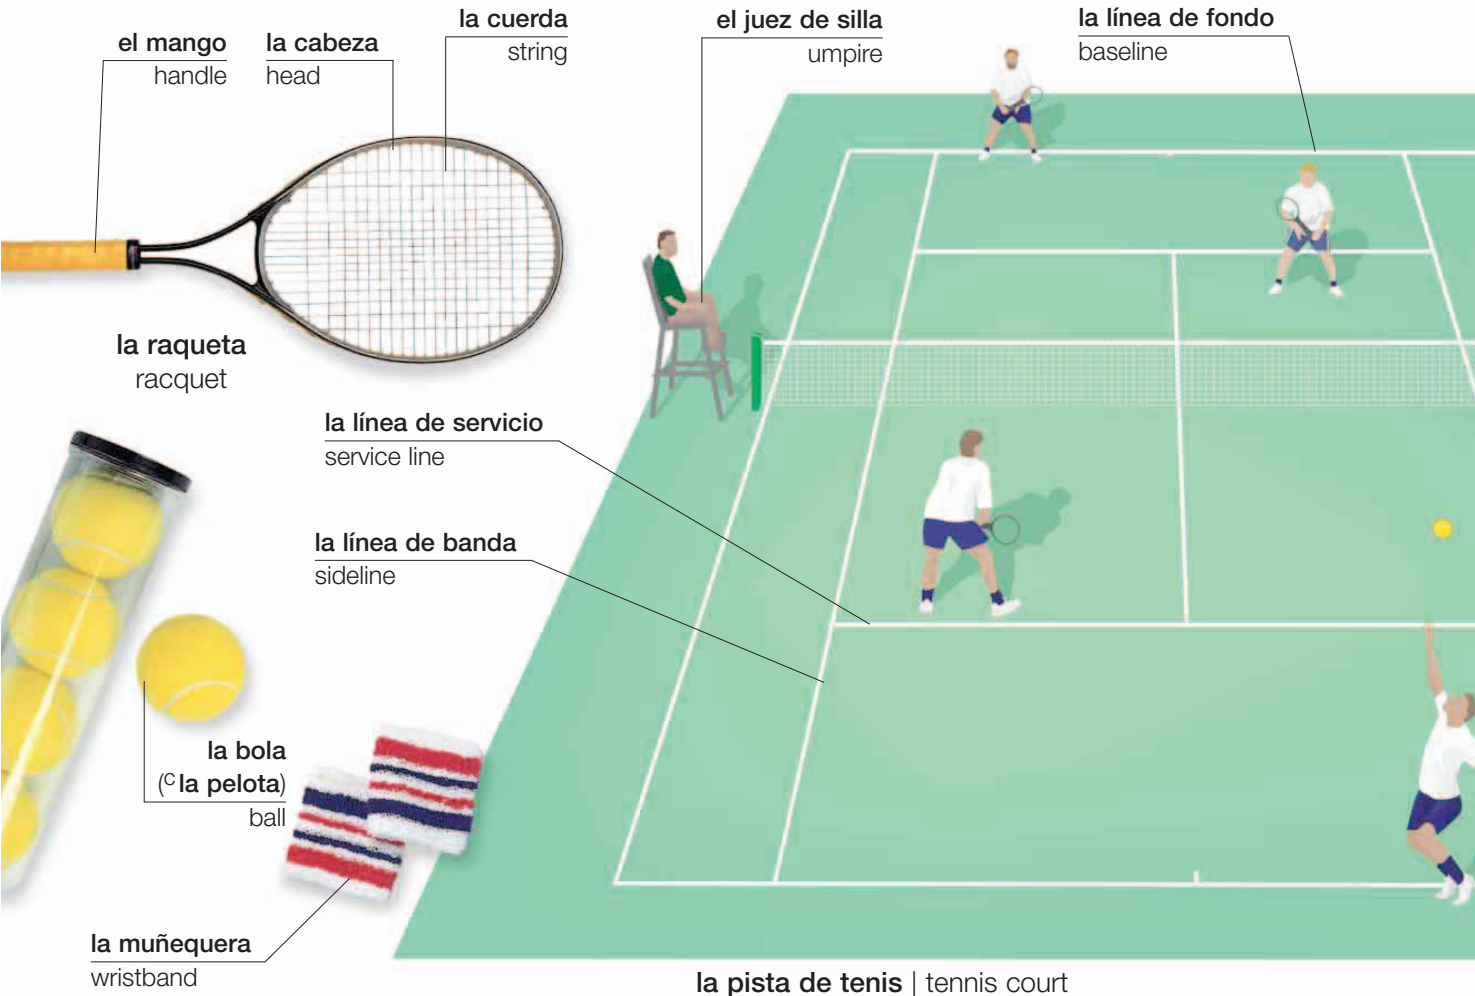 el mango
handle
la cabeza
head
la cuerda
string
el juez de silla
umpire
la línea de fondo
baseline
la raqueta
racquet
la línea de servicio
service line
la línea de banda
sideline
la bola
(ᶜ la pelota)
ball
la muñequera
wristband
la pista de tenis | tennis court